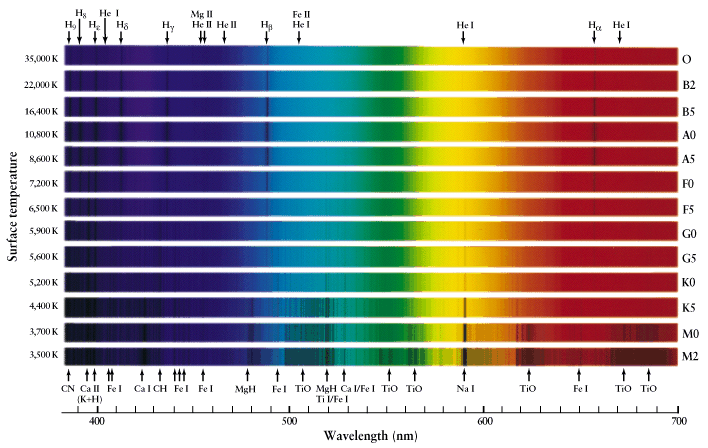 Mg II Fe II
H8 He I He II He II Hβ He I He I Hα He I
H9 Hε Hδ Hγ
35,000 K O
22,000 K B2
16,400 K B5
10,800 K A0
8,600 K A5
7,200 K F0
6,500 K F5
5,900 K G0
5,600 K G5
5,200 K K0
4,400 K K5
3,700 K M0
3,500 K M2
Surface temperature
CN Ca II Fe I Ca I CH Fe I Fe I MgH Fe I TiO MgH Ca I/Fe I TiO TiO Na I TiO Fe I TiO TiO
(K+H) Ti I/Fe I
400 500 600 700
Wavelength (nm)